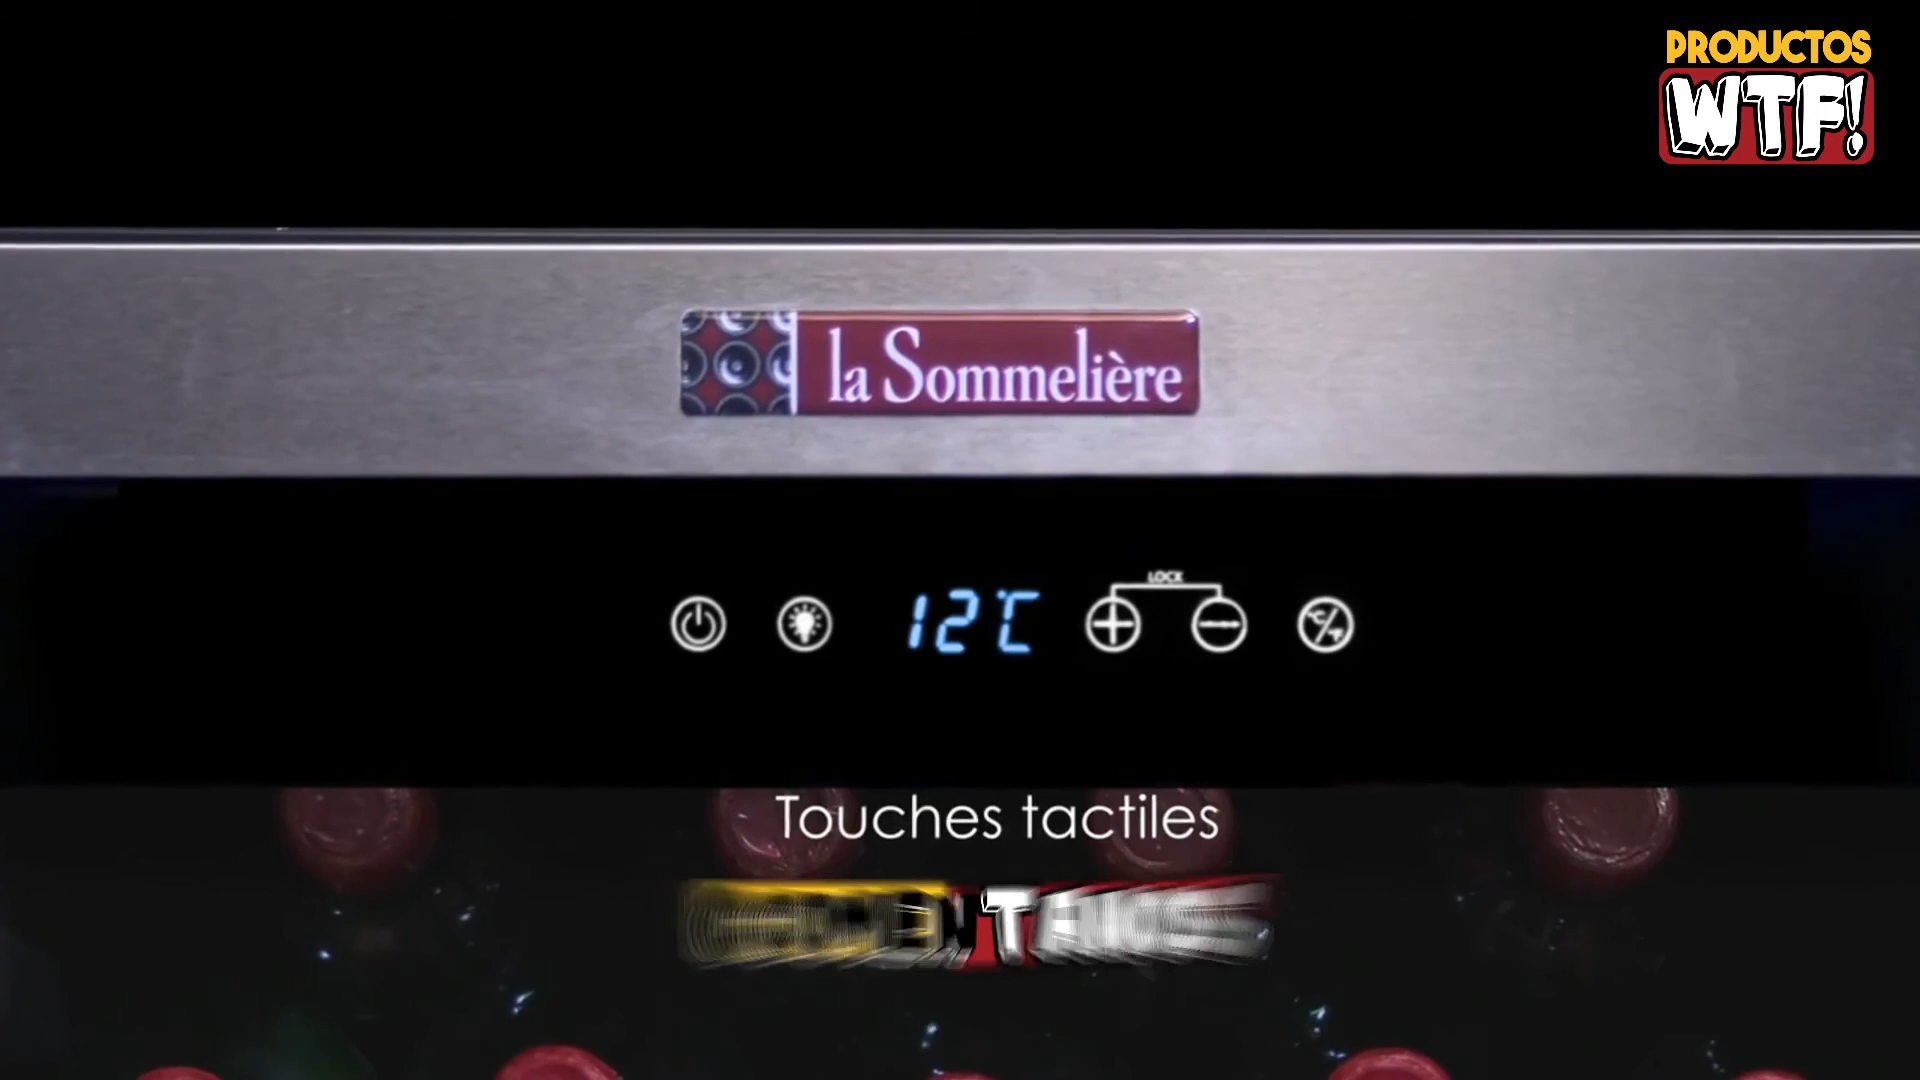 PRODUCTOS
WTF!
la Sommelière
LOCK
12°C
°C/°F
Touches tactiles